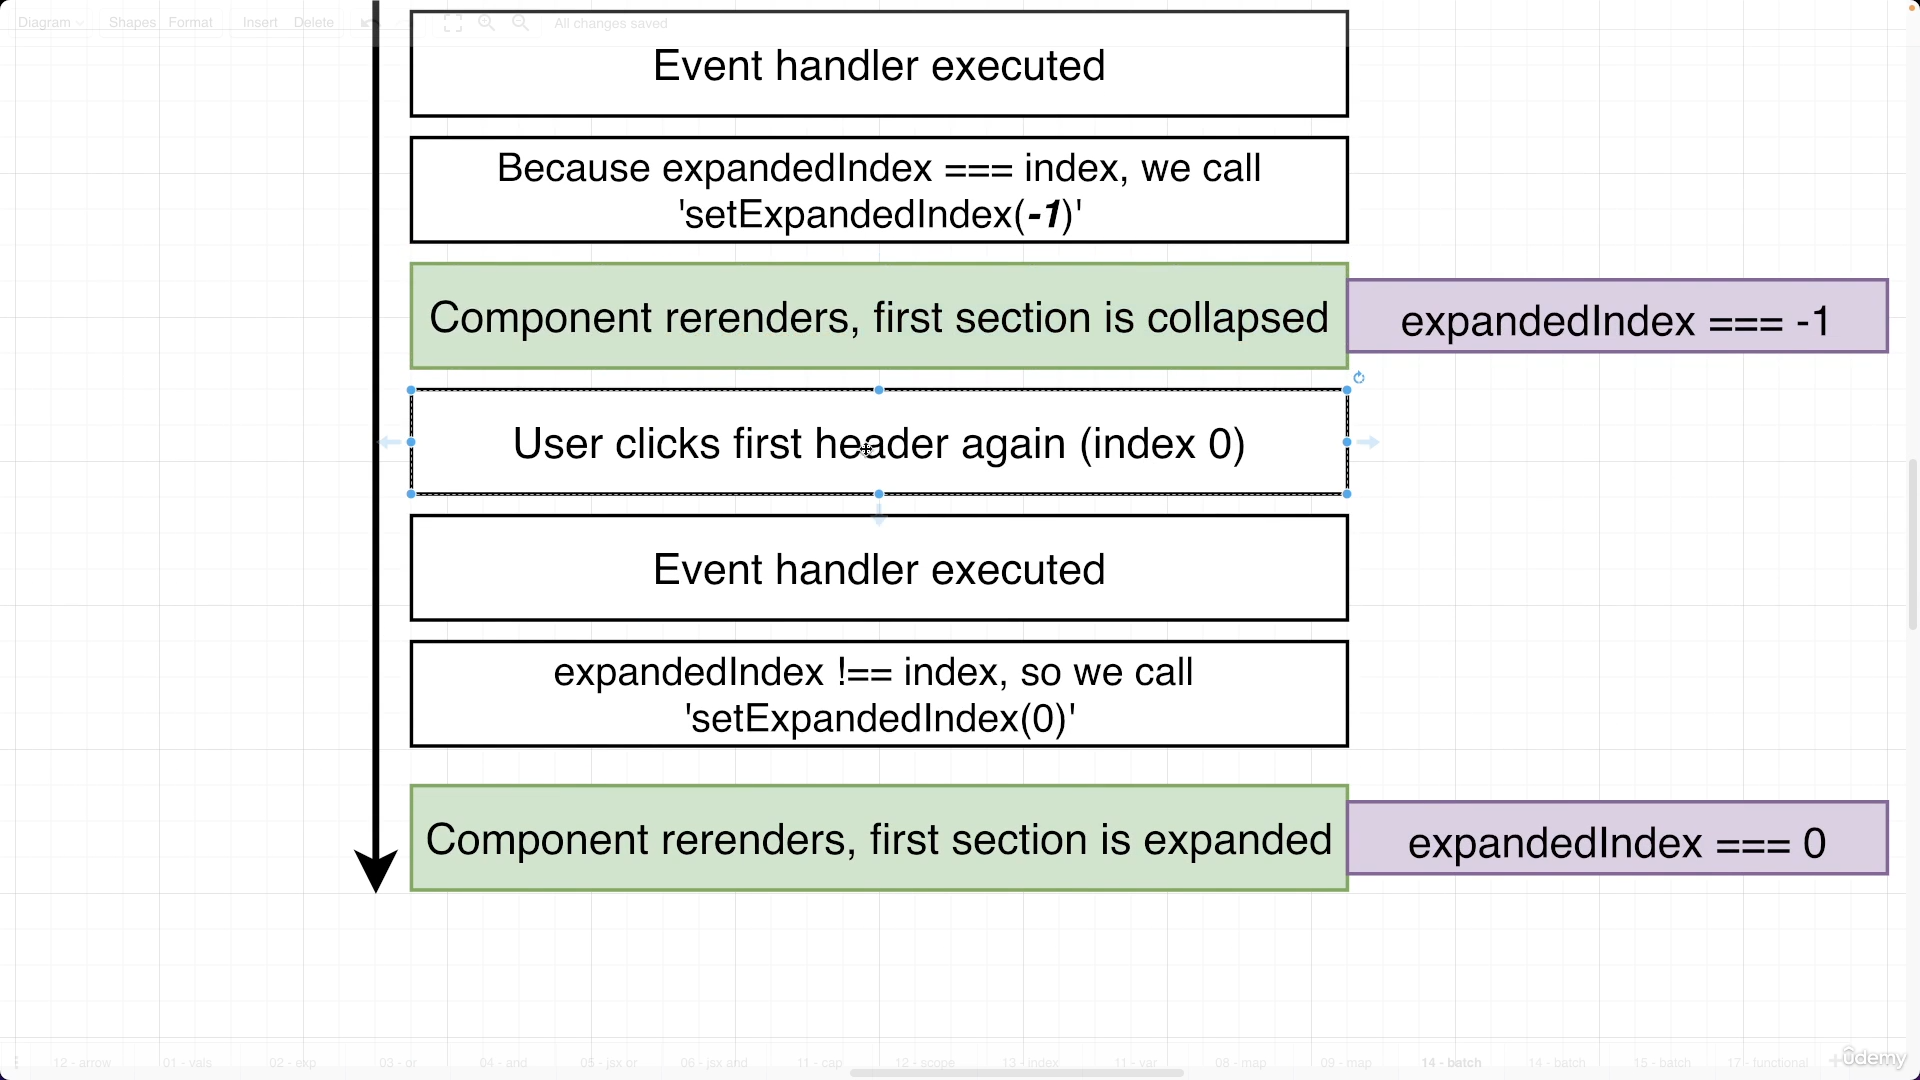 Diagram
Shapes
Format
Insert
Delete
All changes saved
Event handler executed
Because expandedIndex === index, we call
'setExpandedIndex(-1)'
Component rerenders, first section is collapsed
expandedIndex === -1
User clicks first header again (index 0)
Event handler executed
expandedIndex !== index, so we call
'setExpandedIndex(0)'
Component rerenders, first section is expanded
expandedIndex === 0
12 - arrow
01 - vals
02 - exp
03 - or
04 - and
05 - jsx or
06 - jsx and
11 - cap
12 - scope
13 - index
11 - var
08 - map
09 - map
14 - batch
14 - batch
15 - batch
17 - functional
ûdemy